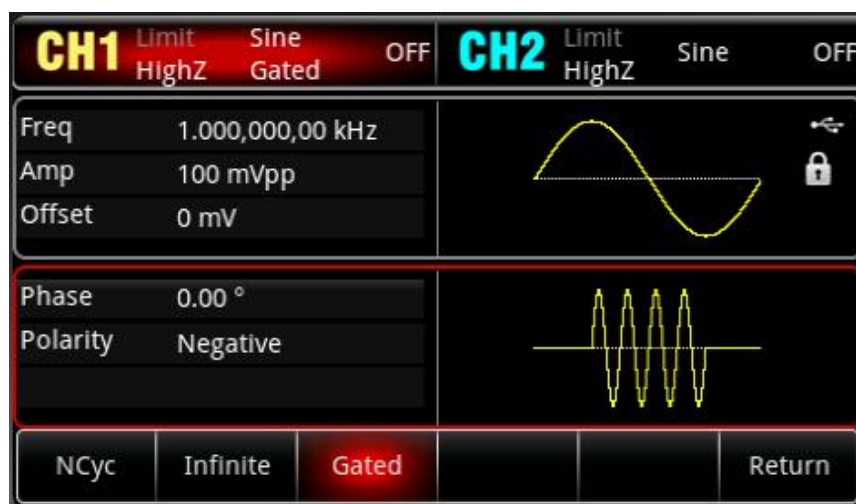 CH1 Limit Sine OFF
HighZ Gated
CH2 Limit Sine OFF
HighZ
Freq 1.000,000,00 kHz
Amp 100 mVpp
Offset 0 mV
Phase 0.00 °
Polarity Negative
NCyc Infinite Gated Return